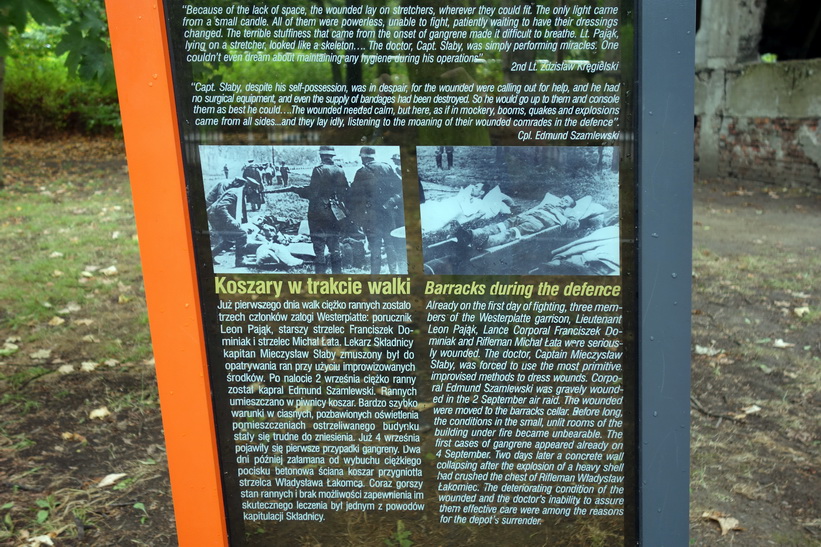 "Because of the lack of space, the wounded lay on stretchers, wherever they could fit. The only light came
from a small candle. All of them were powerless, unable to fight, patiently waiting to have their dressings
changed. The terrible stuffiness that came from the onset of gangrene made it difficult to breathe. Lt. Pająk,
lying on a stretcher, looked like a skeleton.... The doctor, Capt. Słaby, was simply performing miracles. One
couldn't even dream about maintaining any hygiene during his operations".
2nd Lt. Zdzisław Kręgielski
"Capt. Słaby, despite his self-possession, was in despair, for the wounded were calling out for help, and he had
no surgical equipment, and even the supply of bandages had been destroyed. So he would go up to them and console
them as best he could....The wounded needed calm, but here, as if in mockery, booms, quakes and explosions
came from all sides...and they lay idly, listening to the moaning of their wounded comrades in the defence".
Cpl. Edmund Szamlewski
Koszary w trakcie walki
Już pierwszego dnia walk ciężko rannych zostało
trzech członków załogi Westerplatte: porucznik
Leon Pająk, starszy strzelec Franciszek Do-
miniak i strzelec Michał Łata. Lekarz Składnicy
kapitan Mieczysław Słaby zmuszony był do
opatrywania ran przy użyciu improwizowanych
środków. Po nalocie 2 września ciężko ranny
został kapral Edmund Szamlewski. Rannych
umieszczano w piwnicy koszar. Bardzo szybko
warunki w ciasnych, pozbawionych oświetlenia
pomieszczeniach ostrzeliwanego budynku
stały się trudne do zniesienia. Już 4 września
pojawiły się pierwsze przypadki gangreny. Dwa
dni później załamana od wybuchu ciężkiego
pocisku betonowa ściana koszar przygniotła
strzelca Władysława Łakomca. Coraz gorszy
stan rannych i brak możliwości zapewnienia im
skutecznego leczenia był jednym z powodów
kapitulacji Składnicy.
Barracks during the defence
Already on the first day of fighting, three mem-
bers of the Westerplatte garrison, Lieutenant
Leon Pająk, Lance Corporal Franciszek Do-
miniak and Rifleman Michał Łata were serious-
ly wounded. The doctor, Captain Mieczysław
Słaby, was forced to use the most primitive
improvised methods to dress wounds. Corpo-
ral Edmund Szamlewski was gravely wound-
ed in the 2 September air raid. The wounded
were moved to the barracks cellar. Before long,
the conditions in the small, unlit rooms of the
building under fire became unbearable. The
first cases of gangrene appeared already on
4 September. Two days later a concrete wall
collapsing after the explosion of a heavy shell
had crushed the chest of Rifleman Władysław
Łakomiec. The deteriorating condition of the
wounded and the doctor's inability to assure
them effective care were among the reasons
for the depot's surrender.